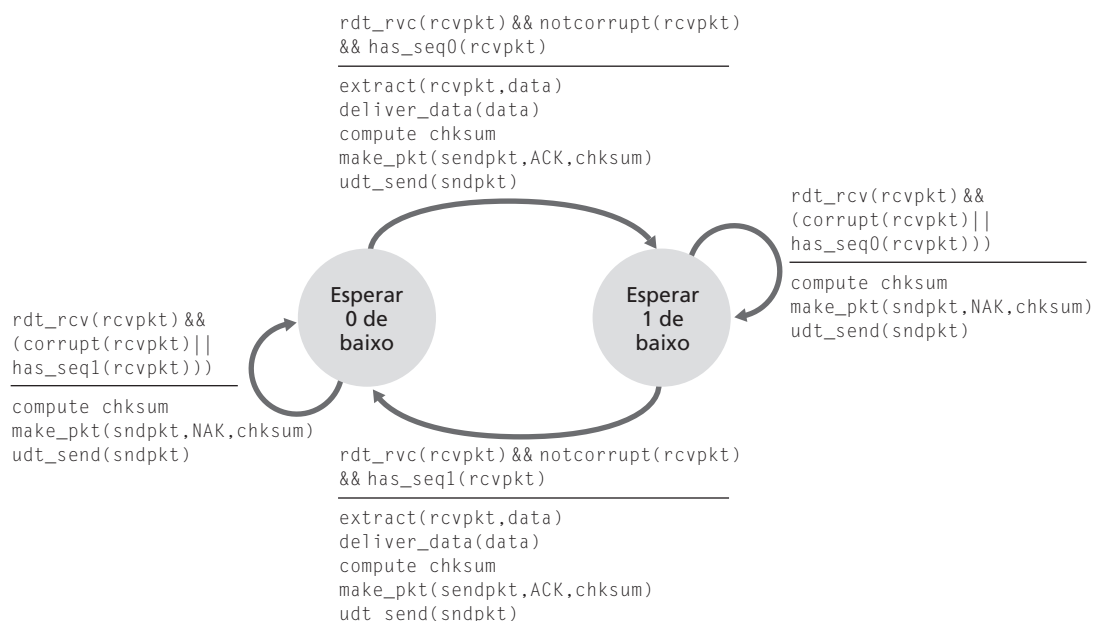 rdt_rvc(rcvpkt) && notcorrupt(rcvpkt)
&& has_seq0(rcvpkt)
extract(rcvpkt,data)
deliver_data(data)
compute chksum
make_pkt(sendpkt,ACK,chksum)
udt_send(sndpkt)
rdt_rcv(rcvpkt) &&
(corrupt(rcvpkt)||
has_seq0(rcvpkt)))
compute chksum
make_pkt(sndpkt,NAK,chksum)
udt_send(sndpkt)
Esperar
0 de
baixo
Esperar
1 de
baixo
rdt_rcv(rcvpkt) &&
(corrupt(rcvpkt)||
has_seq1(rcvpkt)))
compute chksum
make_pkt(sndpkt,NAK,chksum)
udt_send(sndpkt)
rdt_rvc(rcvpkt) && notcorrupt(rcvpkt)
&& has_seq1(rcvpkt)
extract(rcvpkt,data)
deliver_data(data)
compute chksum
make_pkt(sendpkt,ACK,chksum)
udt_send(sndpkt)